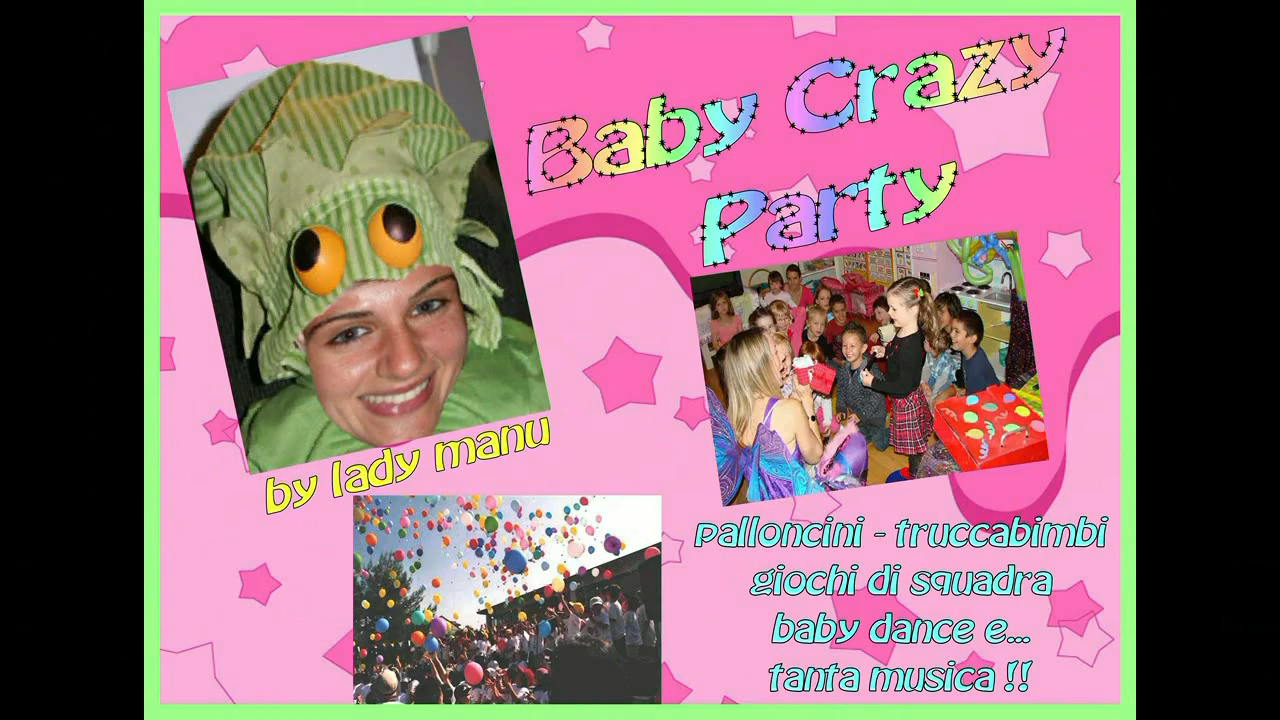 Baby Crazy
Party
by lady manu
palloncini - truccabimbi
giochi di squadra
baby dance e...
tanta musica !!